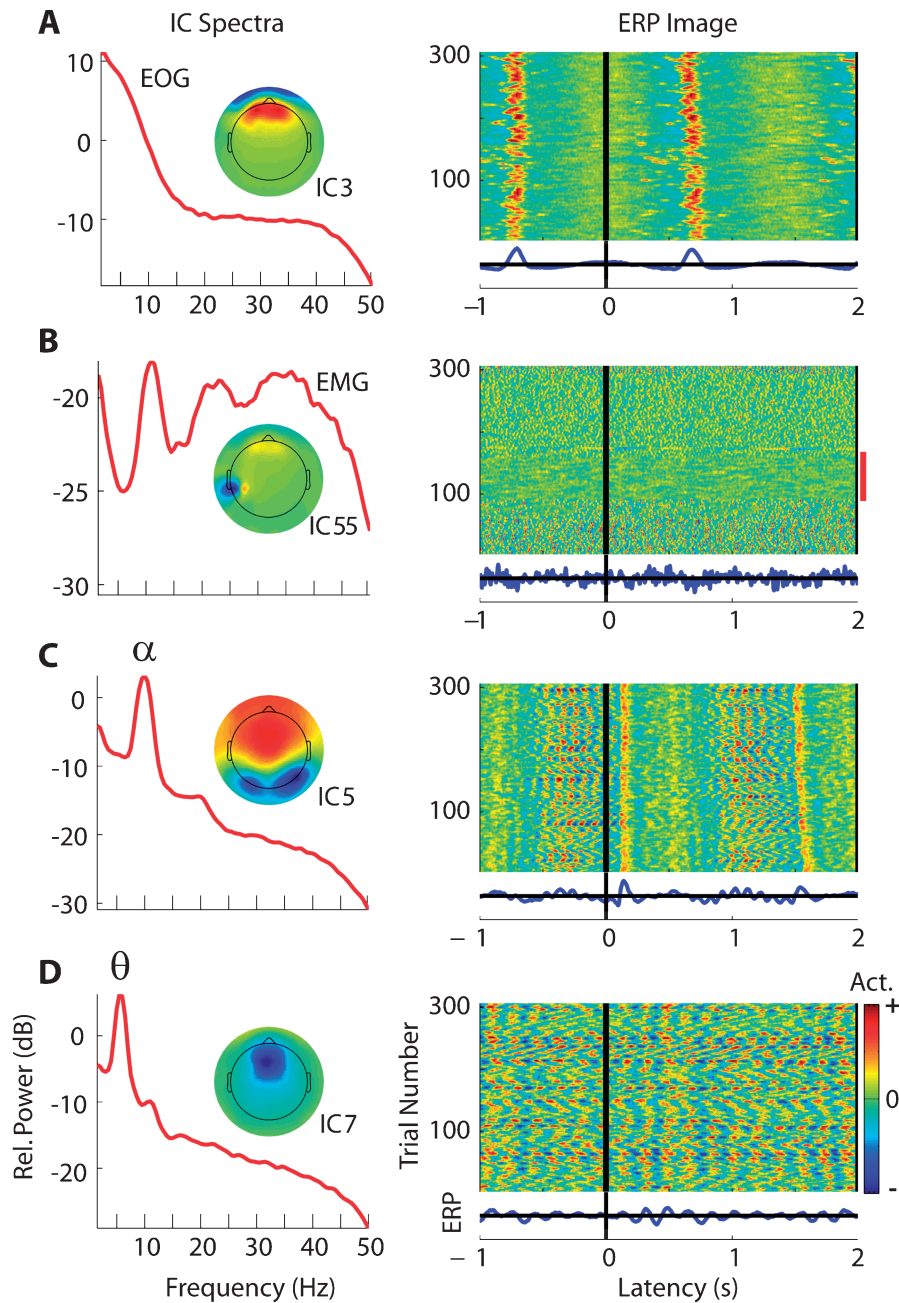 A IC Spectra ERP Image
10
0
-10
EOG
IC3
10 20 30 40 50
300
100
−1 0 1 2
B
-20
-25
-30
EMG
IC55
300
100
−1 0 1 2
C α
0
-10
-20
-30
IC5
300
100
− 1 0 1 2
D θ
Rel. Power (dB)
0
-10
-20
IC7
10 20 30 40 50
Frequency (Hz)
Trial Number
300
100
ERP
− 1 0 1 2
Latency (s)
Act.
+
0
-